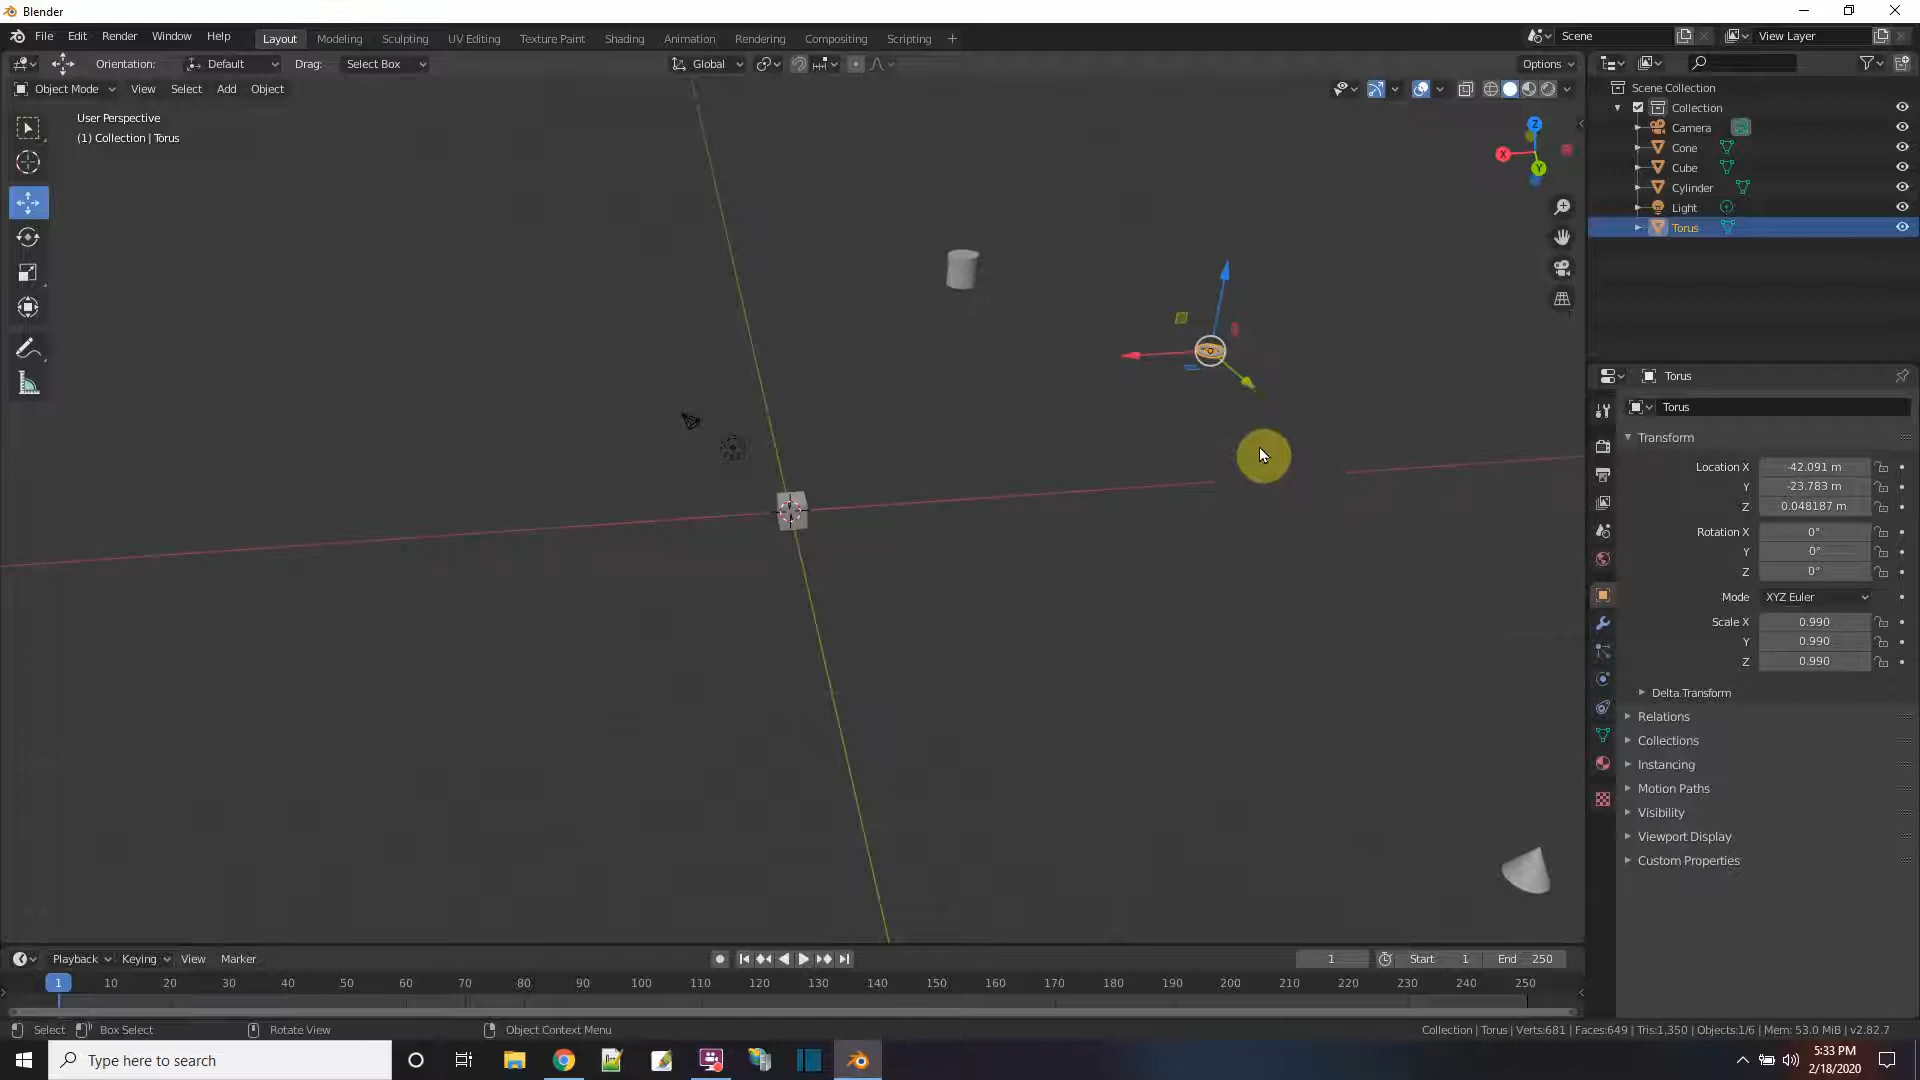 Blender
File Edit Render Window Help Layout Modeling Sculpting UV Editing Texture Paint Shading Animation Rendering Compositing Scripting + Scene View Layer
Orientation: Default Drag: Select Box Global Options
Object Mode View Select Add Object
User Perspective
(1) Collection | Torus
Z
X
Y
Scene Collection
Collection
Camera
Cone
Cube
Cylinder
Light
Torus
Torus
Torus
Transform
Location X -42.091 m
Y -23.783 m
Z 0.048187 m
Rotation X 0°
Y 0°
Z 0°
Mode XYZ Euler
Scale X 0.990
Y 0.990
Z 0.990
Delta Transform
Relations
Collections
Instancing
Motion Paths
Visibility
Viewport Display
Custom Properties
Playback Keying View Marker 1 Start 1 End 250
1 10 20 30 40 50 60 70 80 90 100 110 120 130 140 150 160 170 180 190 200 210 220 230 240 250
Select Box Select Rotate View Object Context Menu Collection | Torus | Verts:681 | Faces:649 | Tris:1,350 | Objects:1/6 | Mem: 53.0 MiB | v2.82.7
Type here to search
5:33 PM
2/18/2020